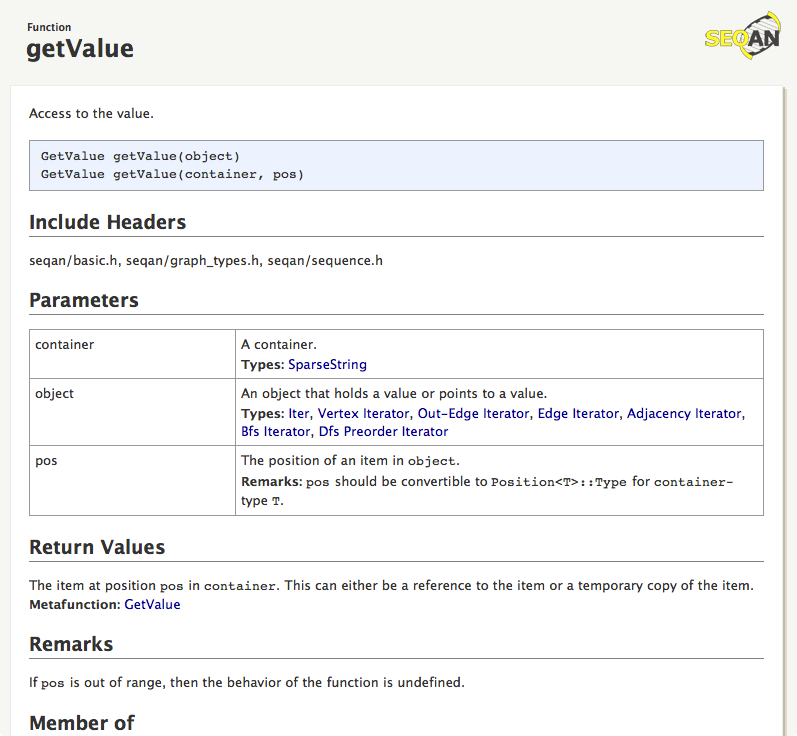 Function
getValue
SEQAN
Access to the value.
GetValue getValue(object)
GetValue getValue(container, pos)
Include Headers
seqan/basic.h, seqan/graph_types.h, seqan/sequence.h
Parameters
container
A container.
Types: SparseString
object
An object that holds a value or points to a value.
Types: Iter, Vertex Iterator, Out-Edge Iterator, Edge Iterator, Adjacency Iterator,
Bfs Iterator, Dfs Preorder Iterator
pos
The position of an item in object.
Remarks: pos should be convertible to Position<T>::Type for container-
type T.
Return Values
The item at position pos in container. This can either be a reference to the item or a temporary copy of the item.
Metafunction: GetValue
Remarks
If pos is out of range, then the behavior of the function is undefined.
Member of